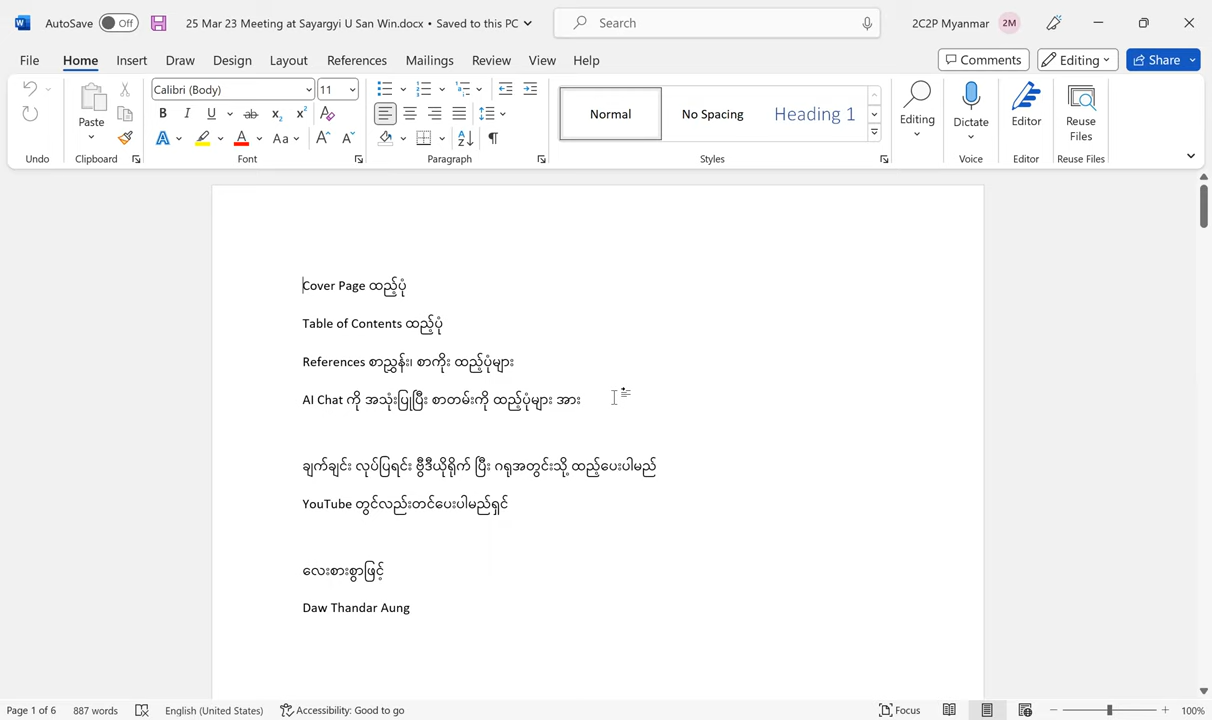 AutoSave Off 25 Mar 23 Meeting at Sayargyi U San Win.docx • Saved to this PC Search 2C2P Myanmar 2M
File Home Insert Draw Design Layout References Mailings Review View Help Comments Editing Share
Calibri (Body) 11
Paste B I U ab x₂ x² Normal No Spacing Heading 1 Editing Dictate Editor Reuse Files
A A Aa A A
Undo Clipboard Font Paragraph Styles Voice Editor Reuse Files
Cover Page ထည့်ပုံ
Table of Contents ထည့်ပုံ
References စာညွှန်း၊ စာကိုး ထည့်ပုံများ
AI Chat ကို အသုံးပြုပြီး စာတမ်းကို ထည့်ပုံများ အား
ချက်ချင်း လုပ်ပြရင်း ဗွီဒီယိုရိုက် ပြီး ဂရုအတွင်းသို့ ထည့်ပေးပါမည်
YouTube တွင်လည်းတင်ပေးပါမည်ရှင်
လေးစားစွာဖြင့်
Daw Thandar Aung
Page 1 of 6 887 words English (United States) Accessibility: Good to go Focus 100%